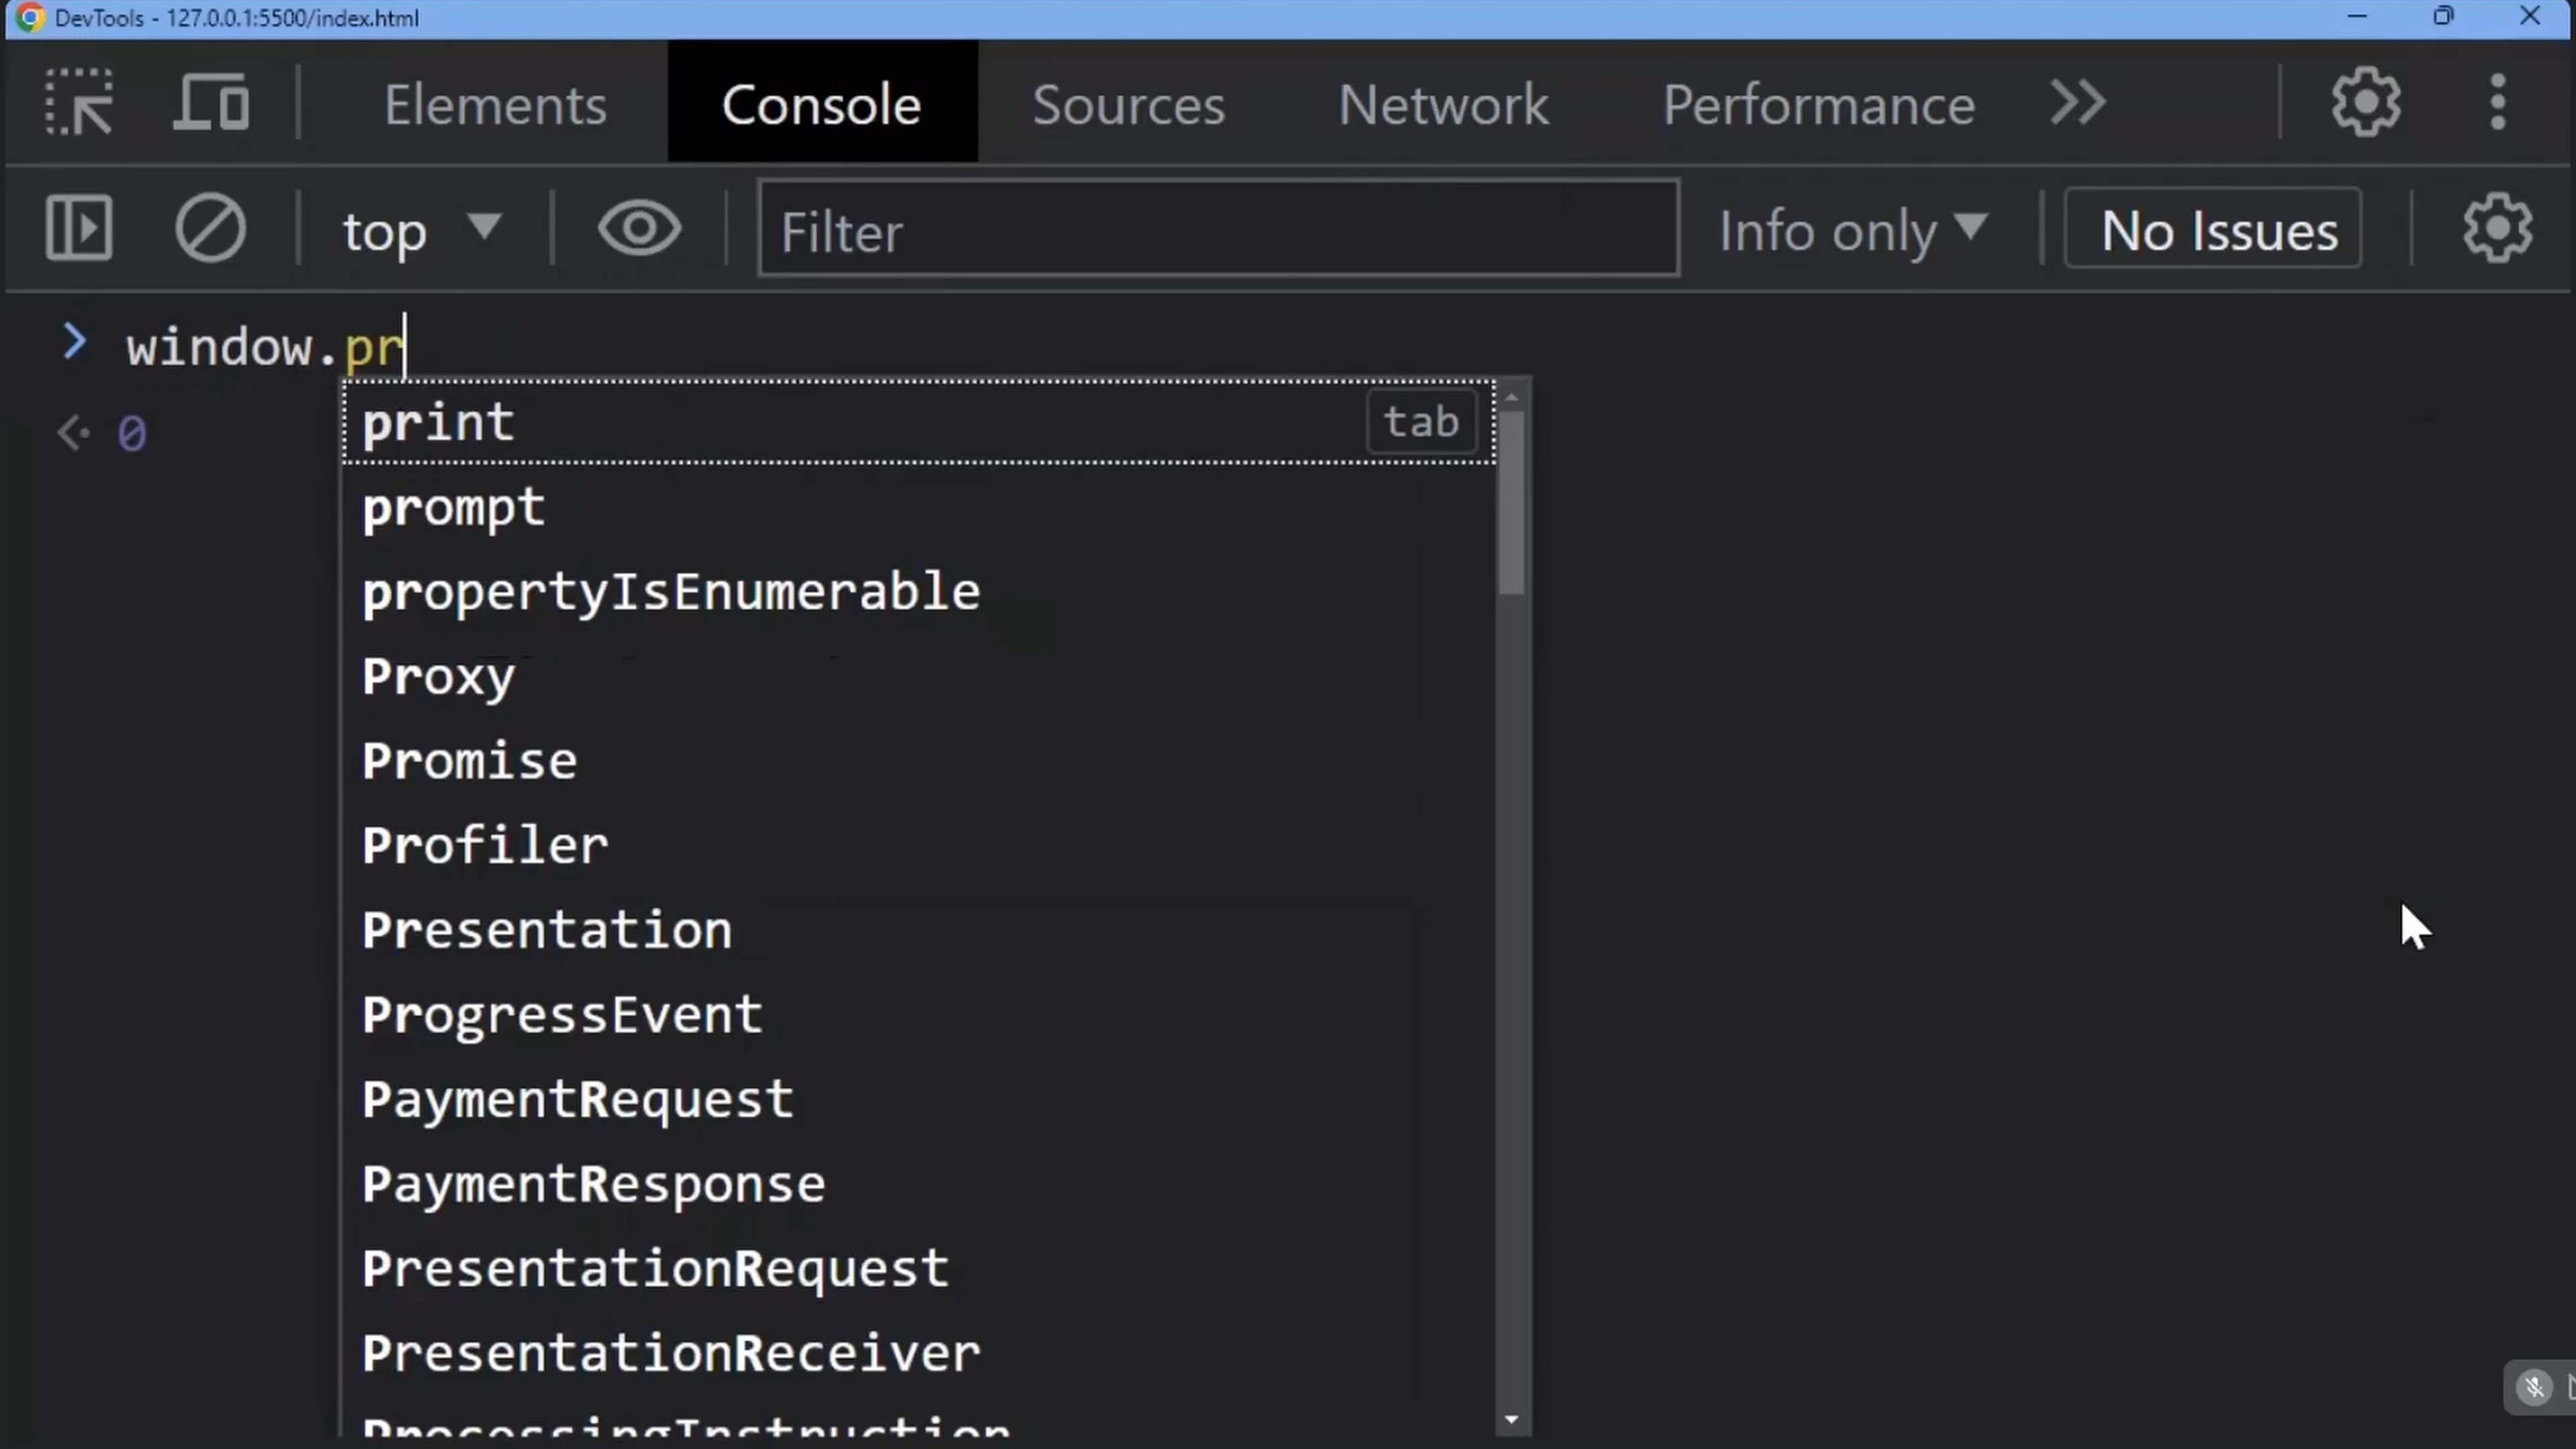 DevTools - 127.0.0.1:5500/index.html
Elements Console Sources Network Performance
top Filter Info only No Issues
window.pr
print tab
0
prompt
propertyIsEnumerable
Proxy
Promise
Profiler
Presentation
ProgressEvent
PaymentRequest
PaymentResponse
PresentationRequest
PresentationReceiver
ProcessingInstruction